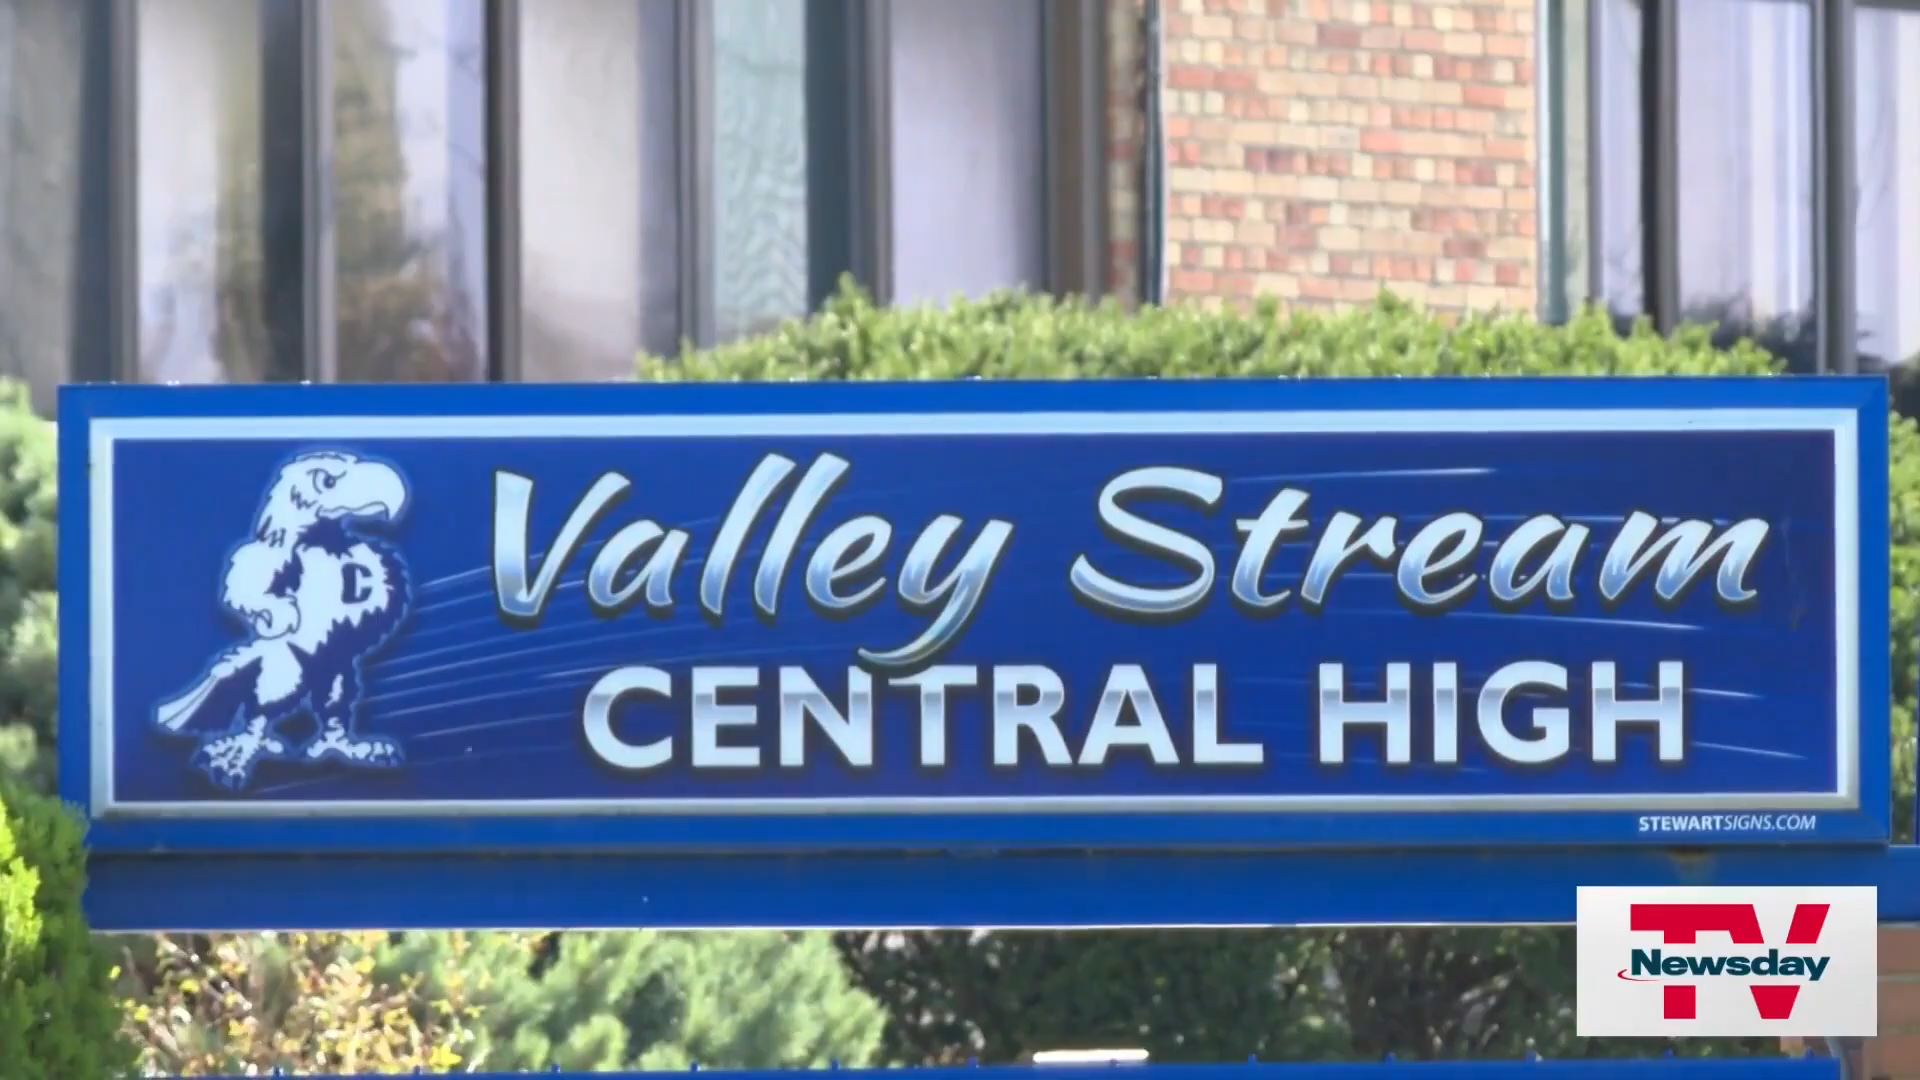 Valley Stream
CENTRAL HIGH
C
STEWARTSIGNS.COM
TV
Newsday